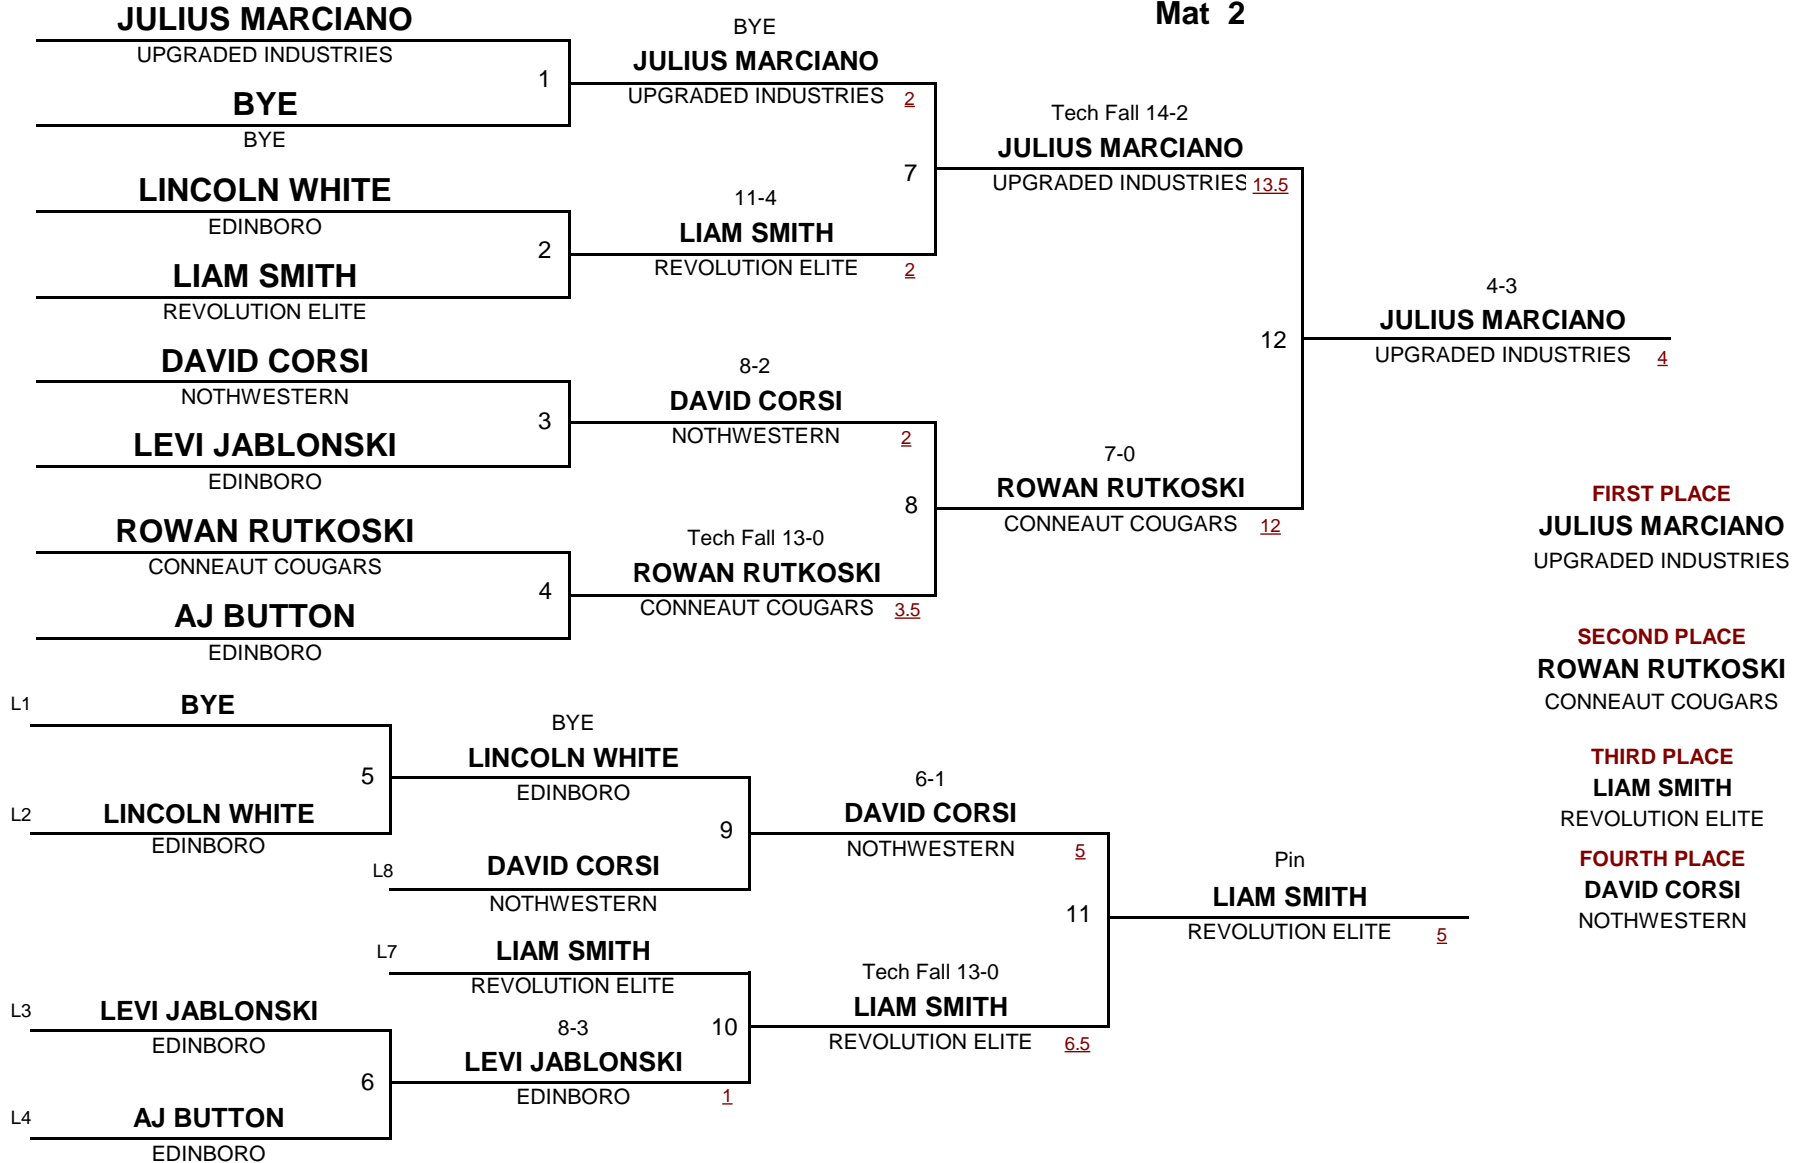 Mat 2
JULIUS MARCIANO
UPGRADED INDUSTRIES
1
BYE
BYE
LINCOLN WHITE
EDINBORO
2
LIAM SMITH
REVOLUTION ELITE
DAVID CORSI
NOTHWESTERN
3
LEVI JABLONSKI
EDINBORO
ROWAN RUTKOSKI
CONNEAUT COUGARS
4
AJ BUTTON
EDINBORO
BYE
JULIUS MARCIANO
UPGRADED INDUSTRIES 2
7
11-4
LIAM SMITH
REVOLUTION ELITE 2
8-2
DAVID CORSI
NOTHWESTERN 2
8
Tech Fall 13-0
ROWAN RUTKOSKI
CONNEAUT COUGARS 3.5
Tech Fall 14-2
JULIUS MARCIANO
UPGRADED INDUSTRIES 13.5
12
7-0
ROWAN RUTKOSKI
CONNEAUT COUGARS 12
4-3
JULIUS MARCIANO
UPGRADED INDUSTRIES 4
FIRST PLACE
JULIUS MARCIANO
UPGRADED INDUSTRIES
SECOND PLACE
ROWAN RUTKOSKI
CONNEAUT COUGARS
THIRD PLACE
LIAM SMITH
REVOLUTION ELITE
FOURTH PLACE
DAVID CORSI
NOTHWESTERN
L1 BYE
5
L2 LINCOLN WHITE
EDINBORO
L3 LEVI JABLONSKI
EDINBORO
6
L4 AJ BUTTON
EDINBORO
BYE
LINCOLN WHITE
EDINBORO
9
L8 DAVID CORSI
NOTHWESTERN
L7 LIAM SMITH
REVOLUTION ELITE
10
8-3
LEVI JABLONSKI
EDINBORO 1
6-1
DAVID CORSI
NOTHWESTERN 5
11
Tech Fall 13-0
LIAM SMITH
REVOLUTION ELITE 6.5
Pin
LIAM SMITH
REVOLUTION ELITE 5